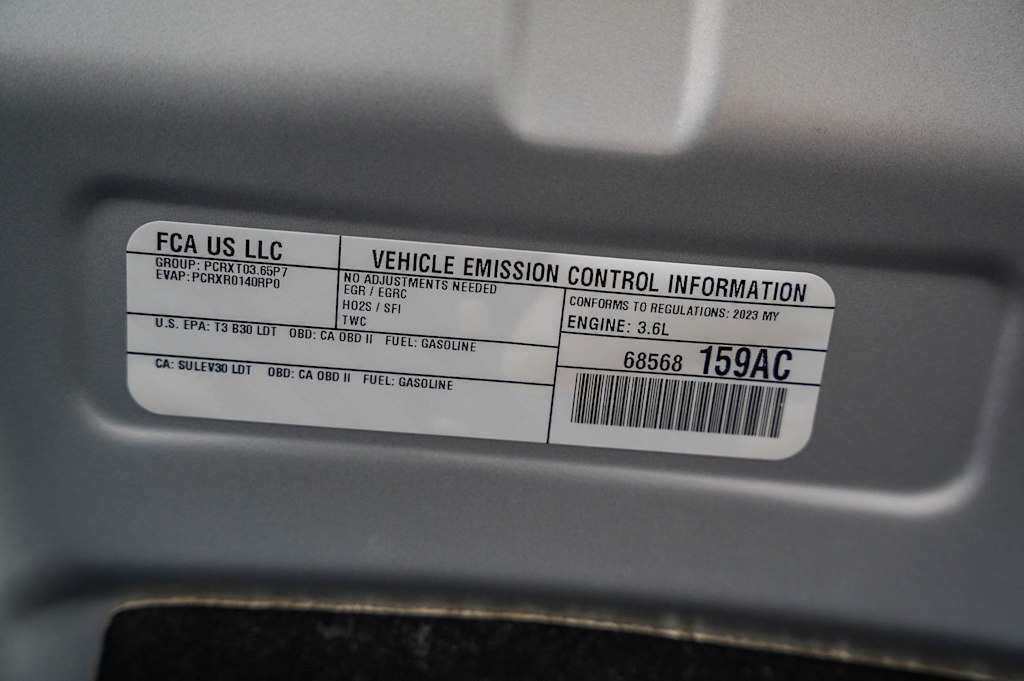 FCA US LLC
VEHICLE EMISSION CONTROL INFORMATION
GROUP: PCRXT03.65P7
EVAP: PCRXR0140RP0
NO ADJUSTMENTS NEEDED
EGR / EGRC
HO2S / SFI
TWC
CONFORMS TO REGULATIONS: 2023 MY
ENGINE: 3.6L
U.S. EPA: T3 B30 LDT OBD: CA OBD II FUEL: GASOLINE
68568 159AC
CA: SULEV30 LDT OBD: CA OBD II FUEL: GASOLINE